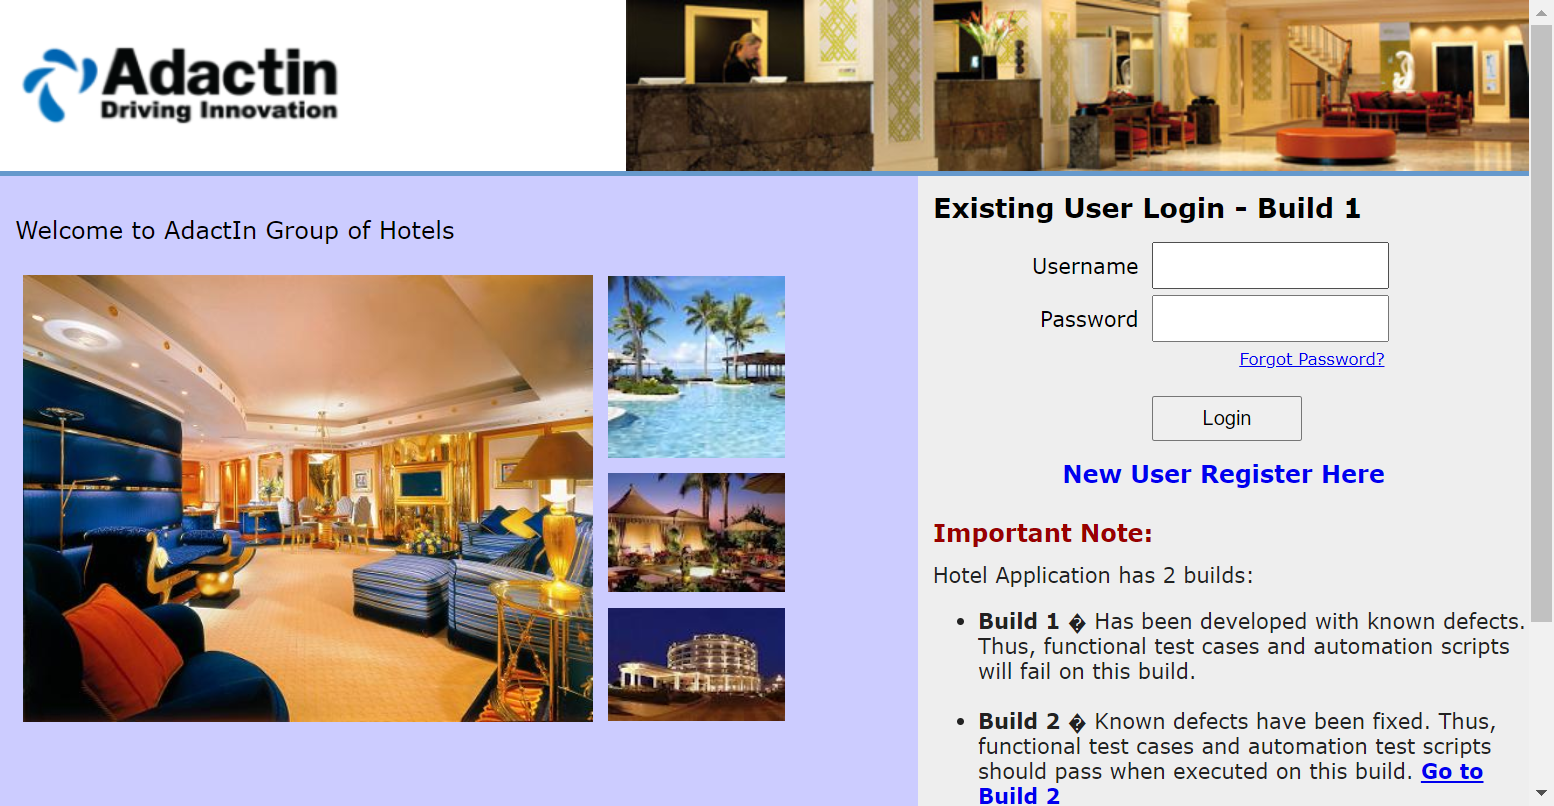 Adactin
Driving Innovation
Welcome to AdactIn Group of Hotels
Existing User Login - Build 1
Username
Password
Forgot Password?
Login
New User Register Here
Important Note:
Hotel Application has 2 builds:
• Build 1 � Has been developed with known defects.
Thus, functional test cases and automation scripts
will fail on this build.
• Build 2 � Known defects have been fixed. Thus,
functional test cases and automation test scripts
should pass when executed on this build. Go to
Build 2